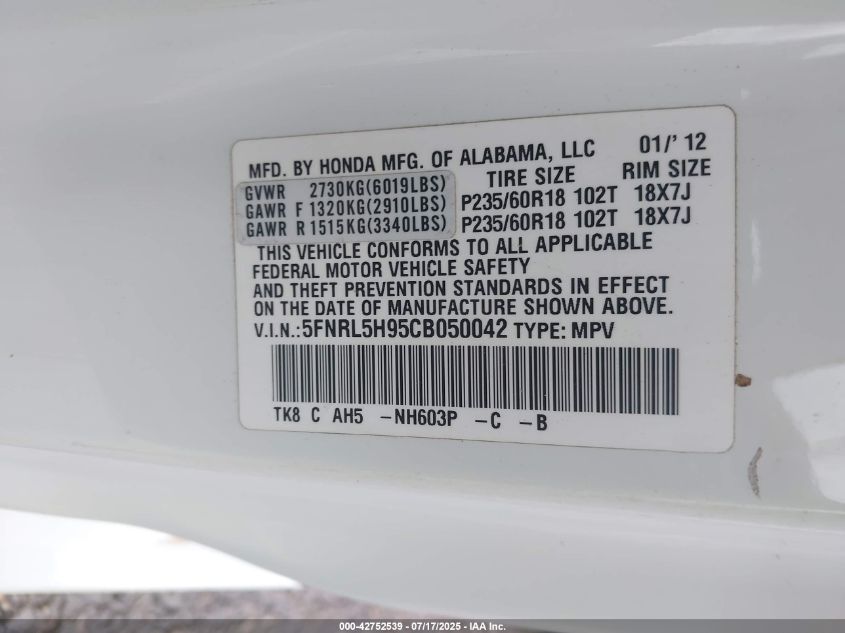 MFD. BY HONDA MFG. OF ALABAMA, LLC 01/' 12
TIRE SIZE RIM SIZE
GVWR 2730KG(6019LBS)
GAWR F 1320KG(2910LBS) P235/60R18 102T 18X7J
GAWR R 1515KG(3340LBS) P235/60R18 102T 18X7J
THIS VEHICLE CONFORMS TO ALL APPLICABLE
FEDERAL MOTOR VEHICLE SAFETY
AND THEFT PREVENTION STANDARDS IN EFFECT
ON THE DATE OF MANUFACTURE SHOWN ABOVE.
V.I.N.:5FNRL5H95CB050042 TYPE: MPV
TK8 C AH5 -NH603P -C -B
000-42752539 - 07/17/2025 - IAA Inc.